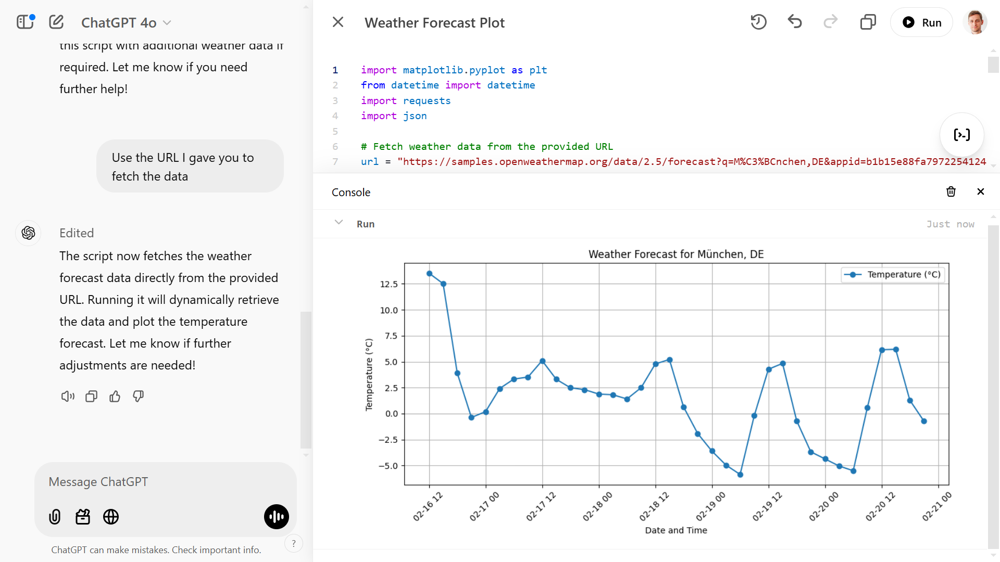 ChatGPT 4o
this script with additional weather data if
required. Let me know if you need
further help!
Use the URL I gave you to
fetch the data
Edited
The script now fetches the weather
forecast data directly from the provided
URL. Running it will dynamically retrieve
the data and plot the temperature
forecast. Let me know if further
adjustments are needed!
Message ChatGPT
ChatGPT can make mistakes. Check important info.
?
Weather Forecast Plot
Run
1 import matplotlib.pyplot as plt
2 from datetime import datetime
3 import requests
4 import json
5
6 # Fetch weather data from the provided URL
7 url = "https://samples.openweathermap.org/data/2.5/forecast?q=M%C3%BCnchen,DE&appid=b1b15e88fa7972254124
Console
Run
Just now
Weather Forecast for München, DE
Temperature (°C)
12.5
10.0
7.5
5.0
2.5
0.0
−2.5
−5.0
Temperature (°C)
02-16 12
02-17 00
02-17 12
02-18 00
02-18 12
02-19 00
02-19 12
02-20 00
02-20 12
02-21 00
Date and Time